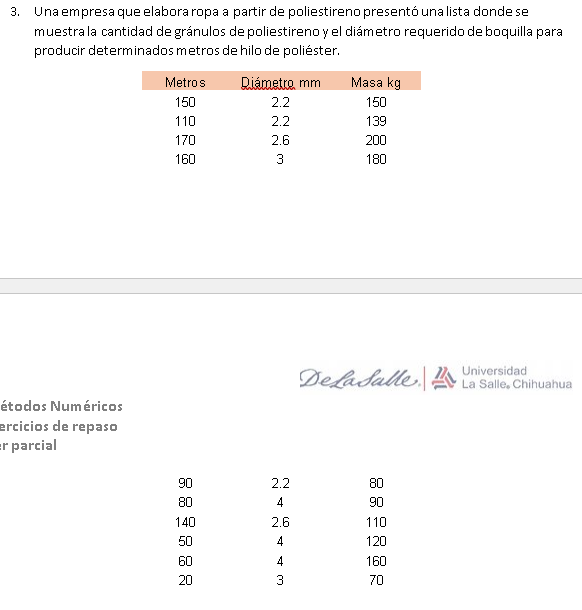 3. Una empresa que elabora ropa a partir de poliestireno presentó una lista donde se
muestra la cantidad de gránulos de poliestireno y el diámetro requerido de boquilla para
producir determinados metros de hilo de poliéster.
Metros Diámetro mm Masa kg
150 2.2 150
110 2.2 139
170 2.6 200
160 3 180
DeLaSalle. Universidad
La Salle® Chihuahua
étodos Numéricos
ercicios de repaso
er parcial
90 2.2 80
80 4 90
140 2.6 110
50 4 120
60 4 160
20 3 70